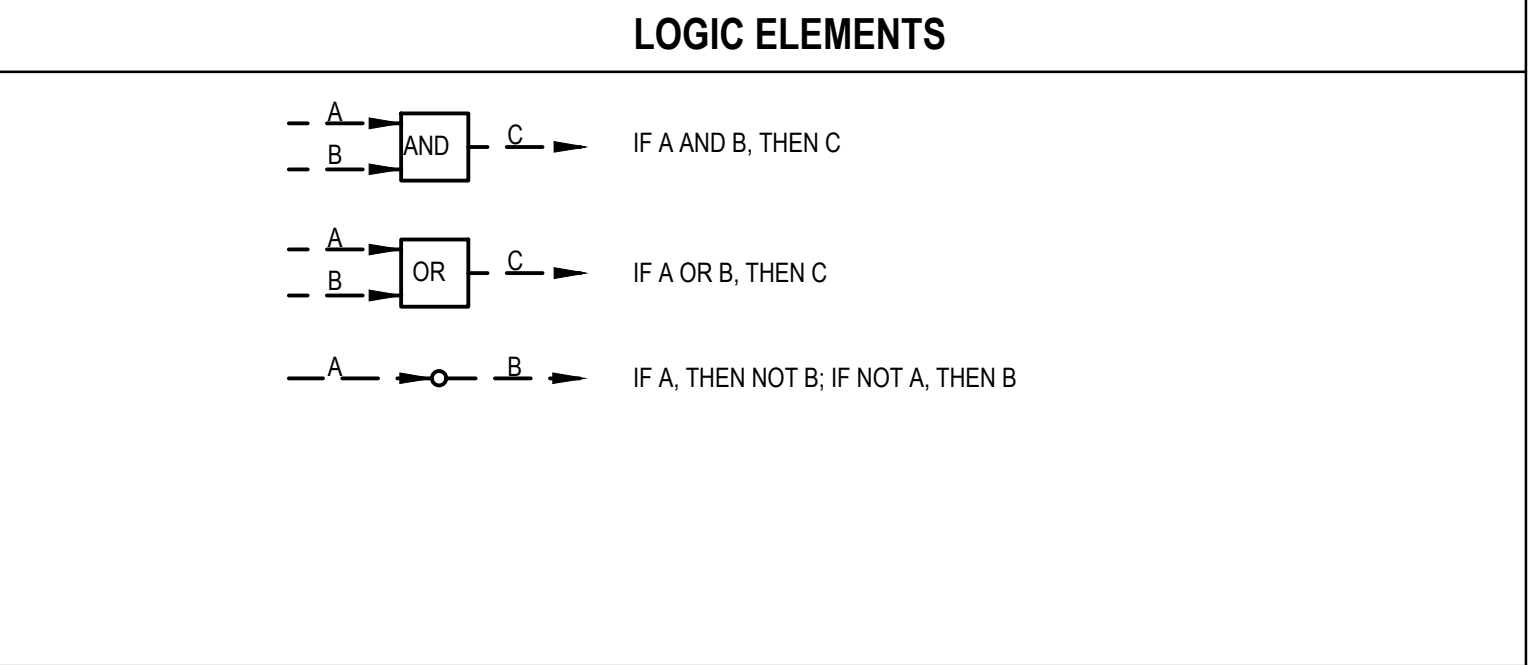 LOGIC ELEMENTS
A
B
AND
C
IF A AND B, THEN C
A
B
OR
C
IF A OR B, THEN C
A
B
IF A, THEN NOT B; IF NOT A, THEN B